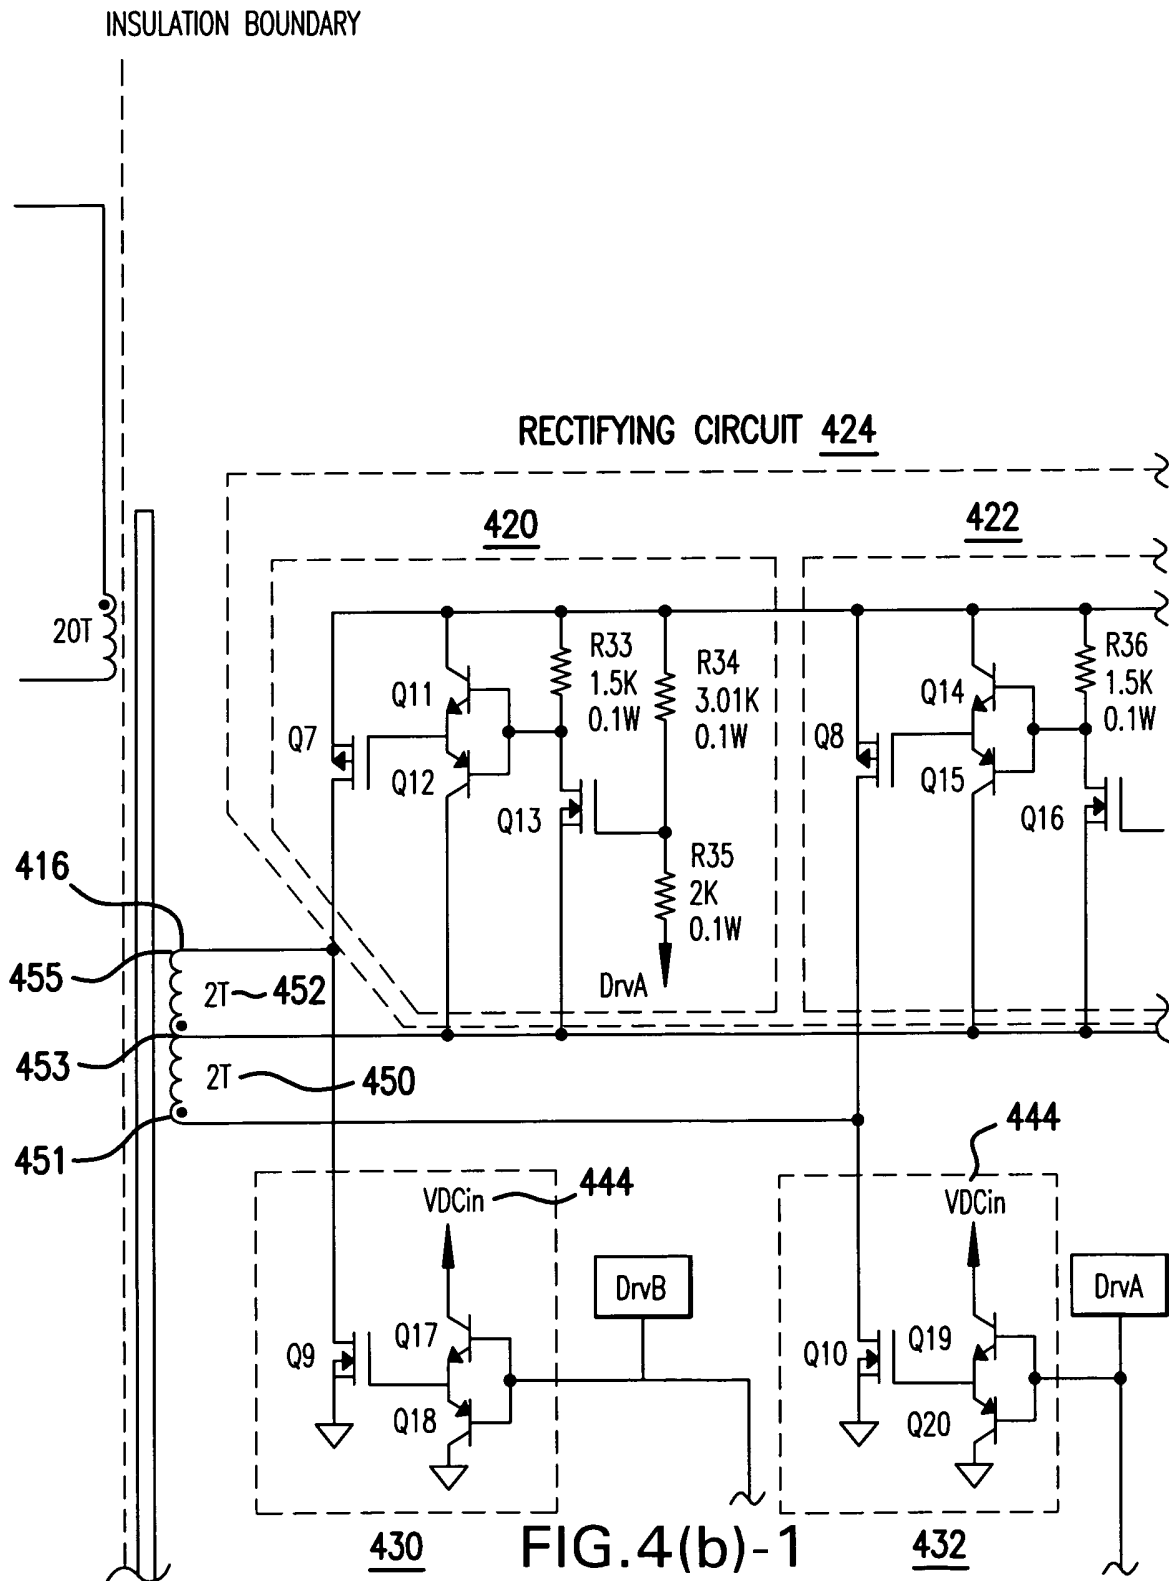 INSULATION BOUNDARY
RECTIFYING CIRCUIT 424
420
422
20T
R33
1.5K
0.1W
R34
3.01K
0.1W
R36
1.5K
0.1W
Q11
Q14
Q7
Q8
Q12
Q15
Q13
Q16
R35
2K
0.1W
DrvA
416
455
2T
452
453
2T
450
451
444
VDCin
444
VDCin
DrvB
DrvA
Q17
Q19
Q9
Q10
Q18
Q20
430
FIG.4(b)-1
432